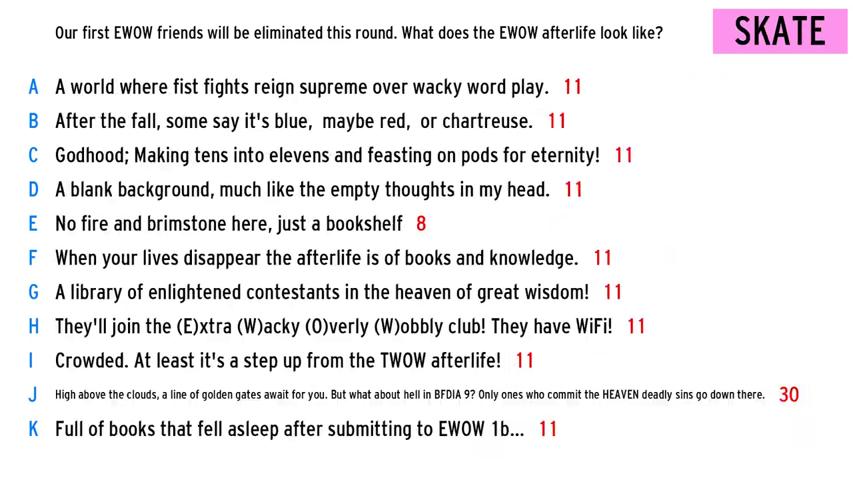 Our first EWOW friends will be eliminated this round. What does the EWOW afterlife look like?
SKATE
A A world where fist fights reign supreme over wacky word play. 11
B After the fall, some say it's blue, maybe red, or chartreuse. 11
C Godhood; Making tens into elevens and feasting on pods for eternity! 11
D A blank background, much like the empty thoughts in my head. 11
E No fire and brimstone here, just a bookshelf 8
F When your lives disappear the afterlife is of books and knowledge. 11
G A library of enlightened contestants in the heaven of great wisdom! 11
H They'll join the (E)xtra (W)acky (O)verly (W)obbly club! They have WiFi! 11
I Crowded. At least it's a step up from the TWOW afterlife! 11
J High above the clouds, a line of golden gates await for you. But what about hell in BFDIA 9? Only ones who commit the HEAVEN deadly sins go down there. 30
K Full of books that fell asleep after submitting to EWOW 1b... 11